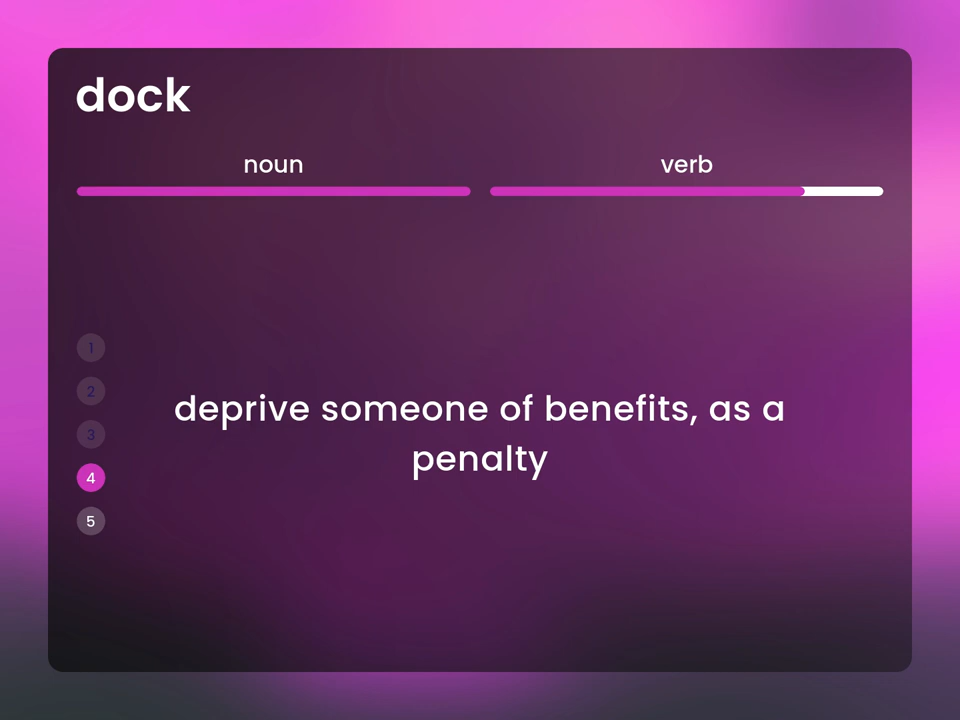 dock
noun
verb
1
2
3
4
5
deprive someone of benefits, as a
penalty